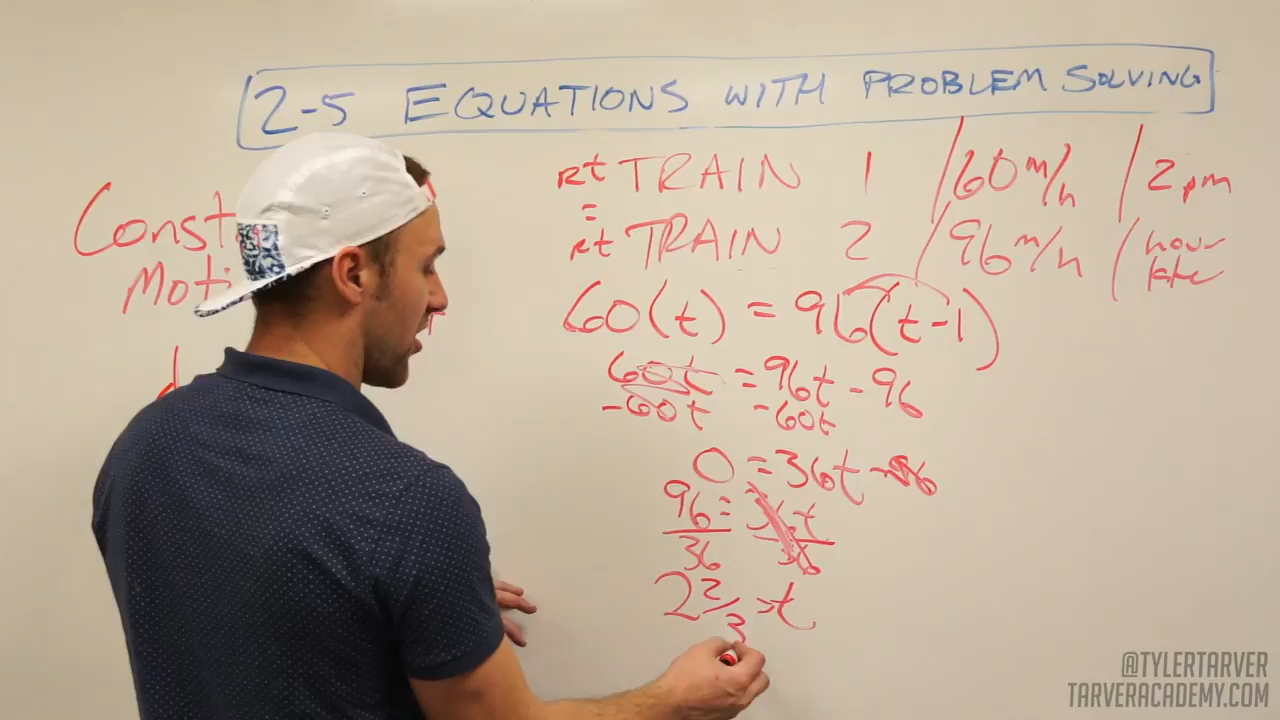 2-5 EQUATIONS WITH PROBLEM SOLVING
Const
Moti
d
rt TRAIN 1 / 60 m/h / 2 pm
=
rt TRAIN 2 / 96 m/h / hour
later
60(t) = 96(t-1)
60t = 96t - 96
-60t -60t
0 = 36t - 96
96 = 36t
36 36
2 2/3 = t
@TYLERTARVER
TARVERACADEMY.COM